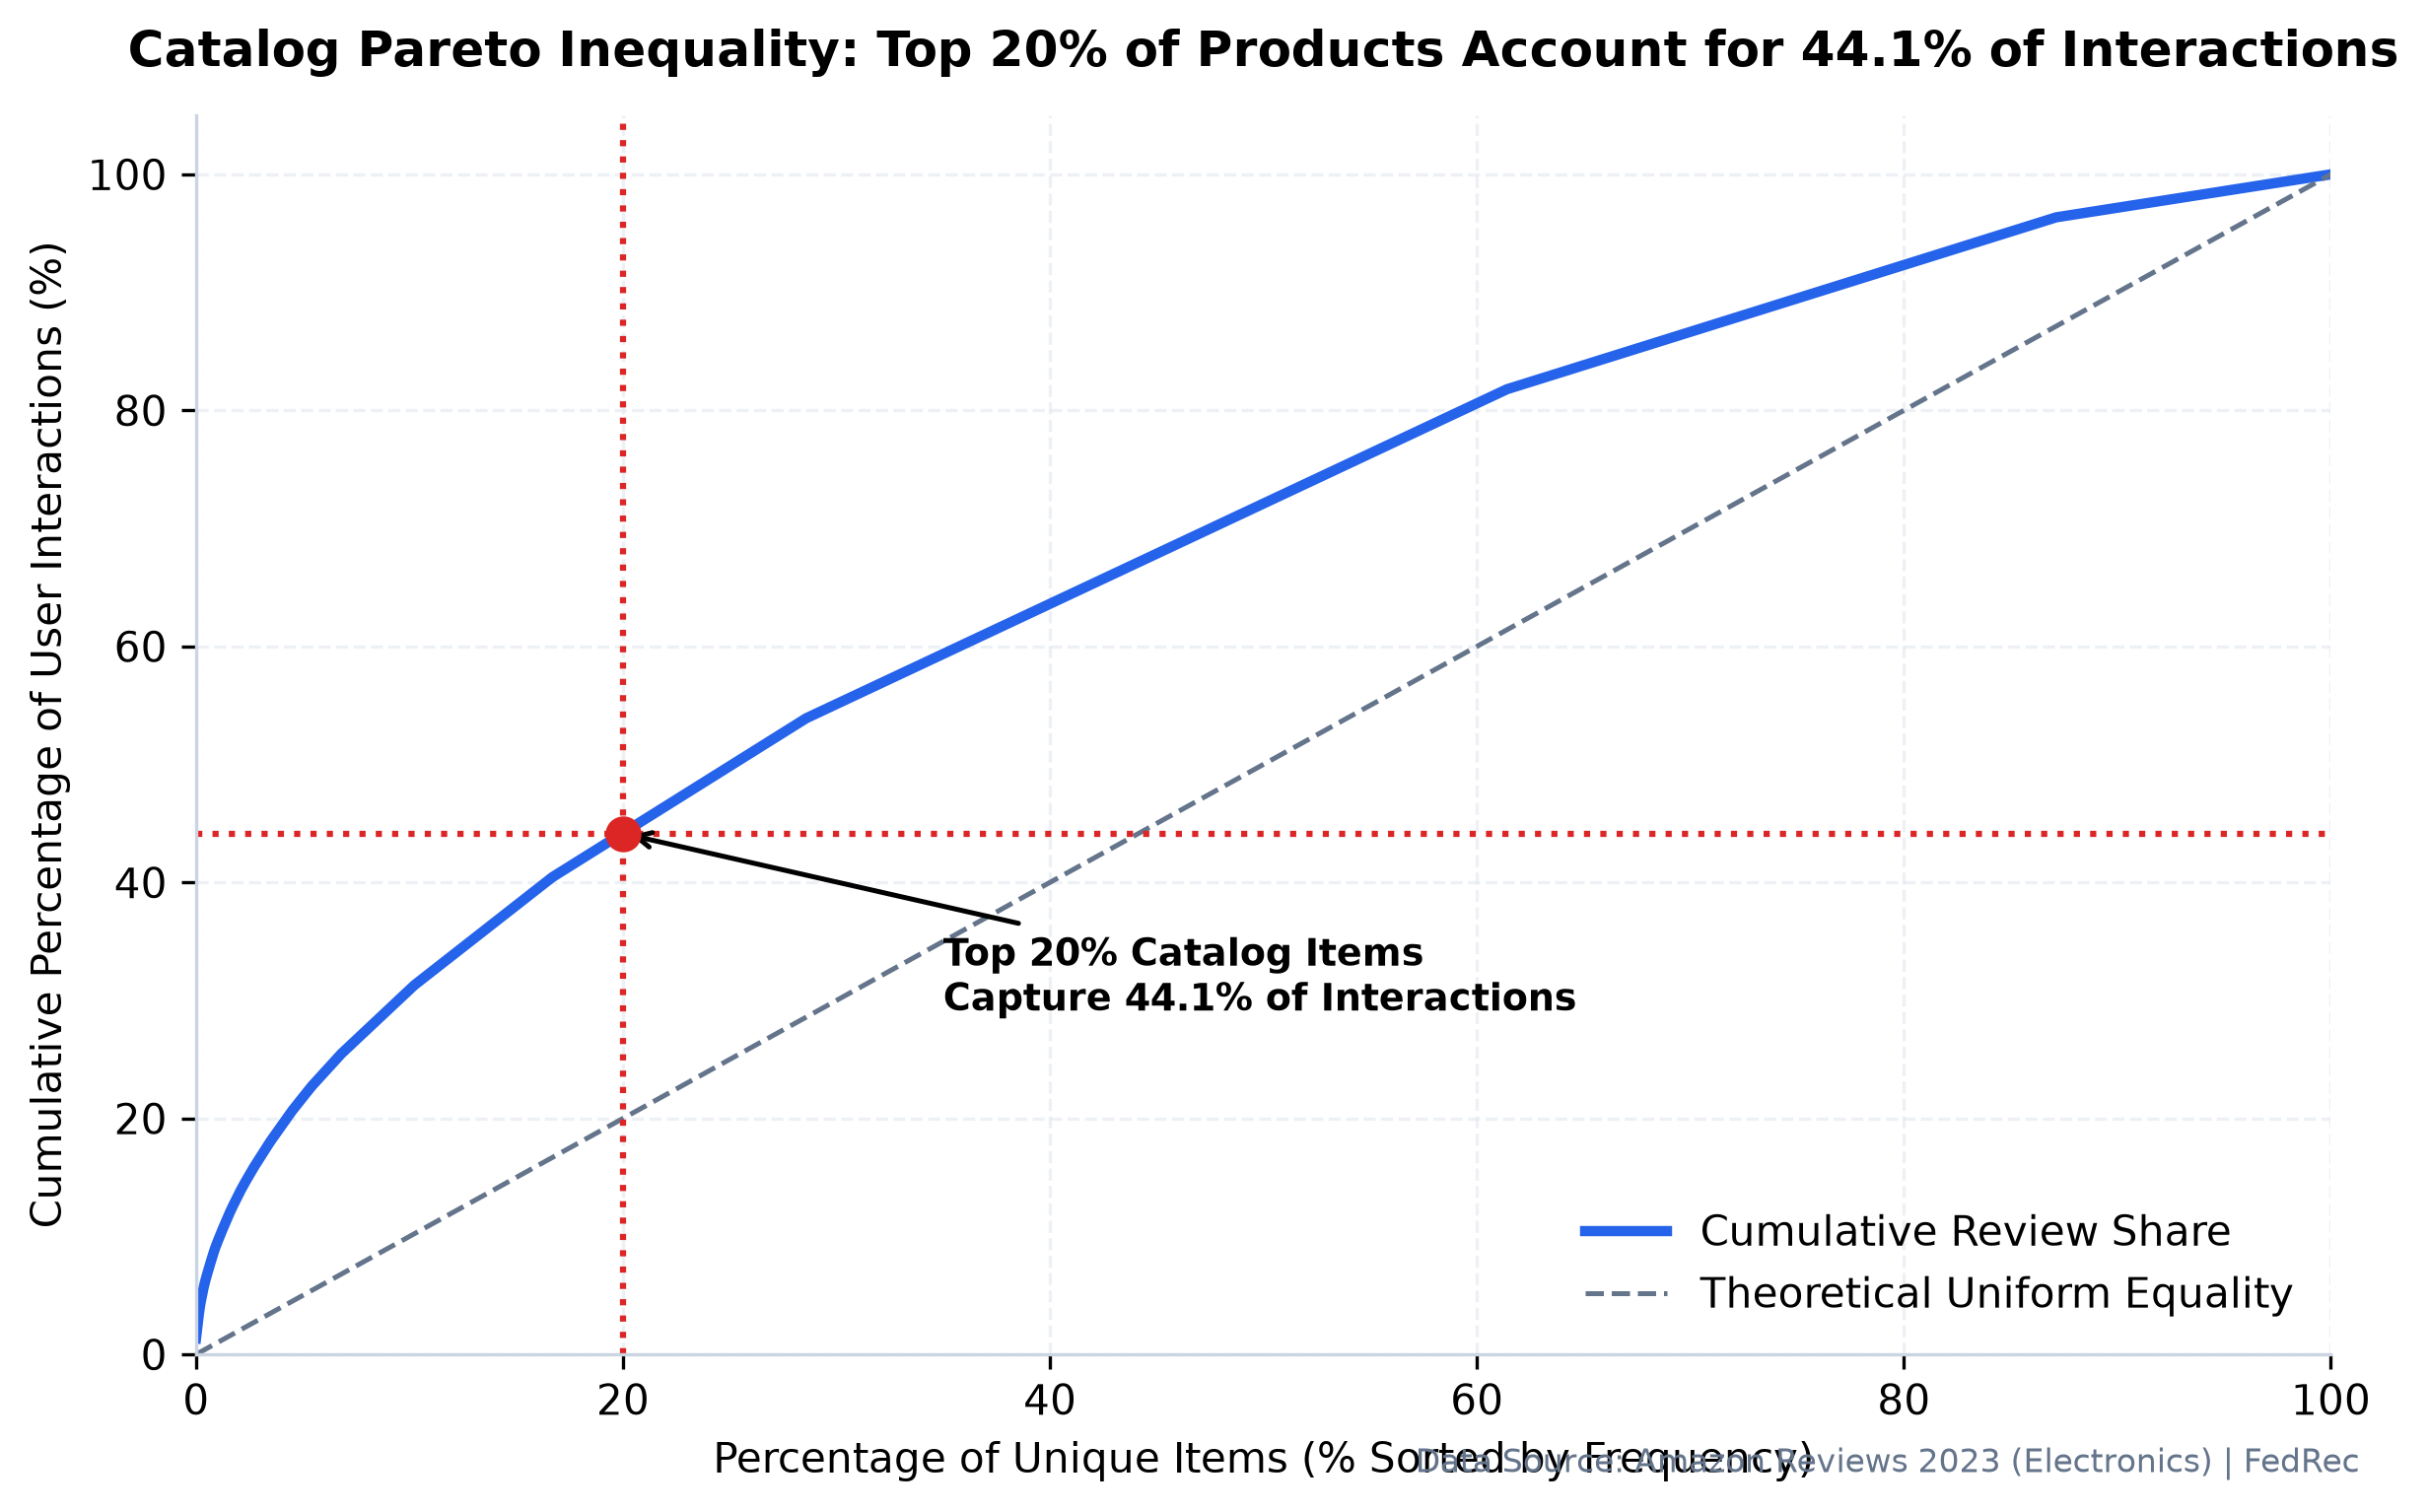 Catalog Pareto Inequality: Top 20% of Products Account for 44.1% of Interactions
Cumulative Percentage of User Interactions (%)
100
80
60
40
20
0
Top 20% Catalog Items
Capture 44.1% of Interactions
Cumulative Review Share
Theoretical Uniform Equality
0 20 40 60 80 100
Percentage of Unique Items (% Sorted by Frequency)
Data Source: Amazon Reviews 2023 (Electronics) | FedRec